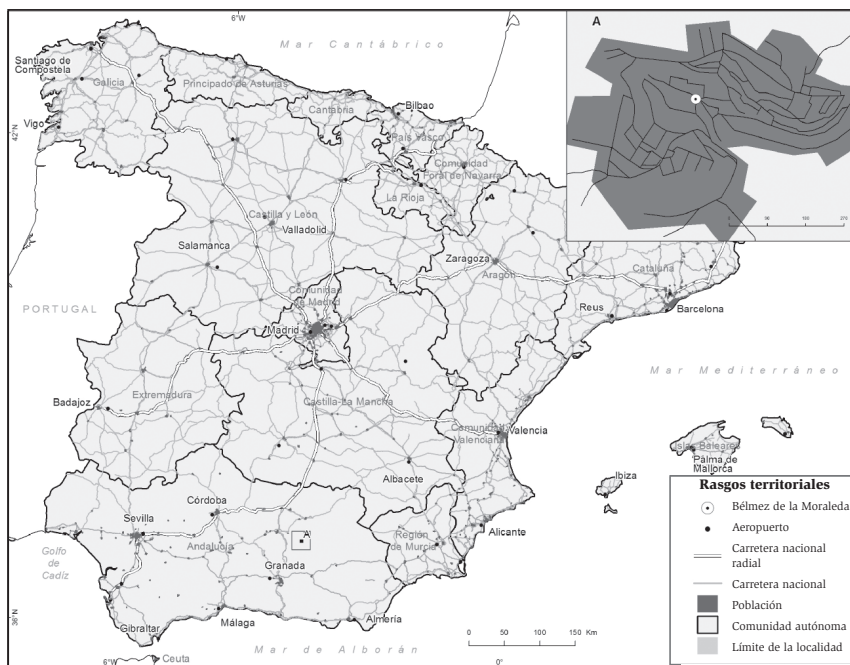 6°W
Mar Cantábrico
A
Santiago de
Compostela
Galicia
Principado de Asturias
Cantabria
Bilbao
Vigo
42°N
País Vasco
Comunidad
Foral de Navarra
La Rioja
0
90
180
270
Castilla y León
Valladolid
Salamanca
Zaragoza
Aragón
Cataluña
Comunidad
de Madrid
Reus
Barcelona
PORTUGAL
Madrid
Mar Mediterráneo
Badajoz
Extremadura
Castilla-La Mancha
Comunidad
Valenciana
Valencia
Islas Baleares
Palma de
Mallorca
Ibiza
Albacete
Córdoba
Sevilla
Andalucía
A
Región
de Murcia
Alicante
Golfo
de
Cádiz
Granada
38°N
Gibraltar
Málaga
Almería
Mar de Alborán
0 50 100 150 Km
Ceuta
6°W
0°
Rasgos territoriales
Bélmez de la Moraleda
Aeropuerto
Carretera nacional
radial
Carretera nacional
Población
Comunidad autónoma
Límite de la localidad